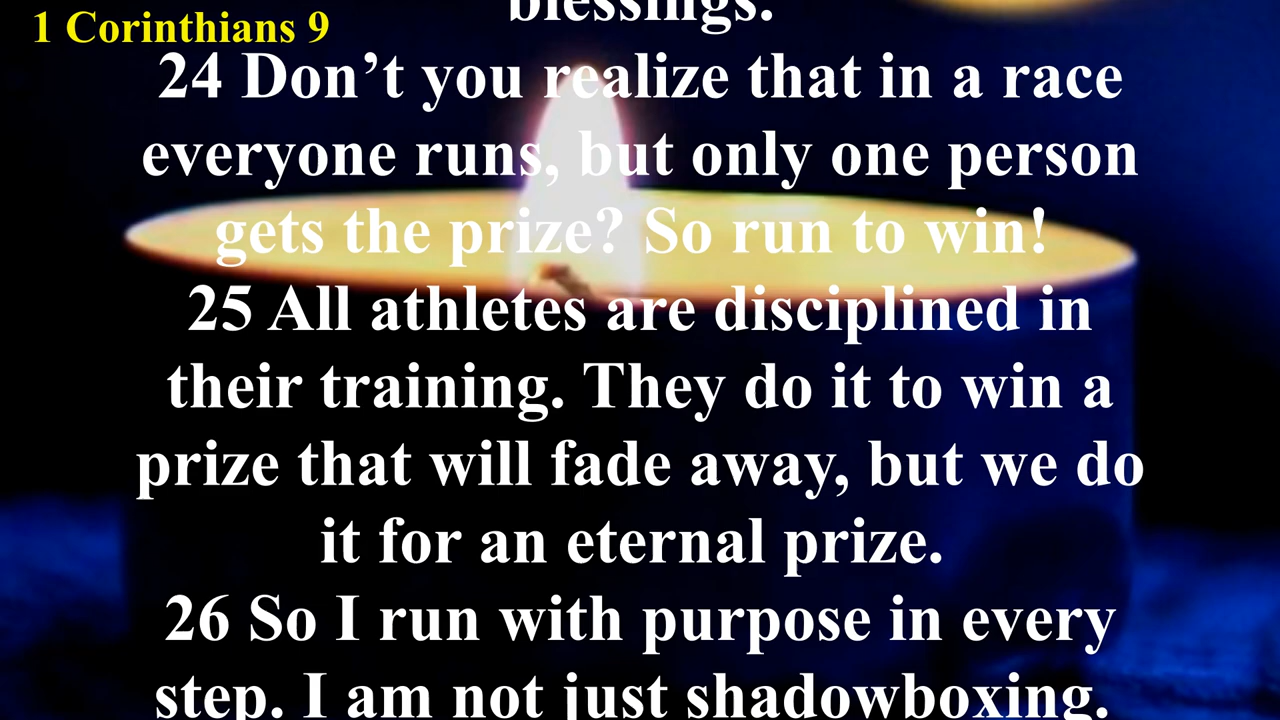 blessings.
1 Corinthians 9
24 Don’t you realize that in a race
everyone runs, but only one person
gets the prize? So run to win!
25 All athletes are disciplined in
their training. They do it to win a
prize that will fade away, but we do
it for an eternal prize.
26 So I run with purpose in every
step. I am not just shadowboxing.